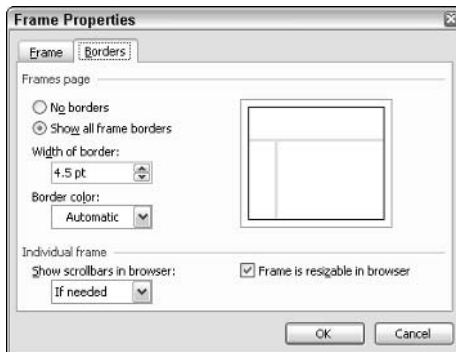 Frame Properties
Frame Borders
Frames page
No borders
Show all frame borders
Width of border:
4.5 pt
Border color:
Automatic
Individual frame
Show scrollbars in browser:
Frame is resizable in browser
If needed
OK Cancel